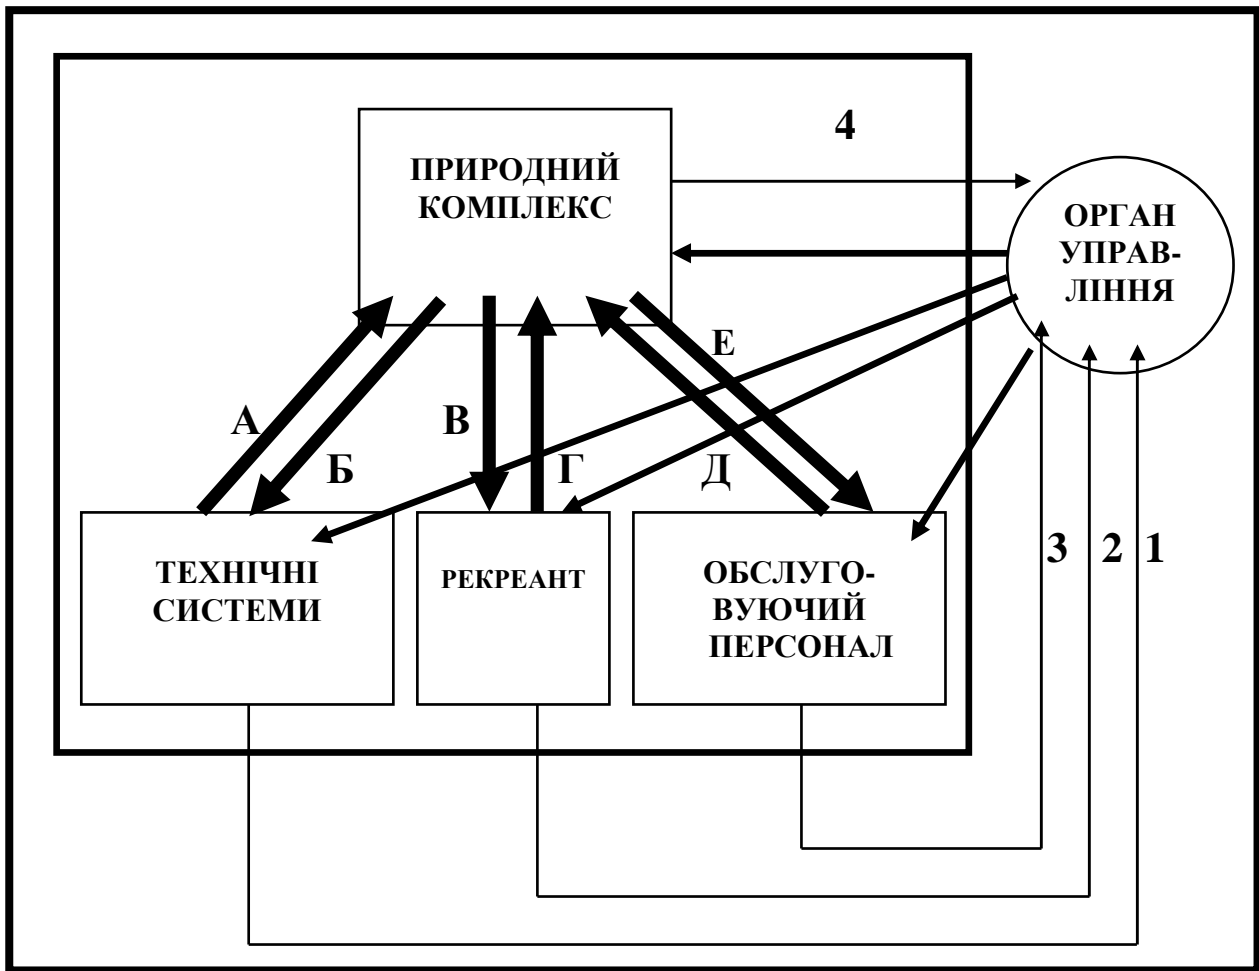 4
ПРИРОДНИЙ
КОМПЛЕКС
ОРГАН
УПРАВ-
ЛІННЯ
Е
А
В
Б
Г
Д
3 2 1
ТЕХНІЧНІ
СИСТЕМИ
РЕКРЕАНТ
ОБСЛУГО-
ВУЮЧИЙ
ПЕРСОНАЛ